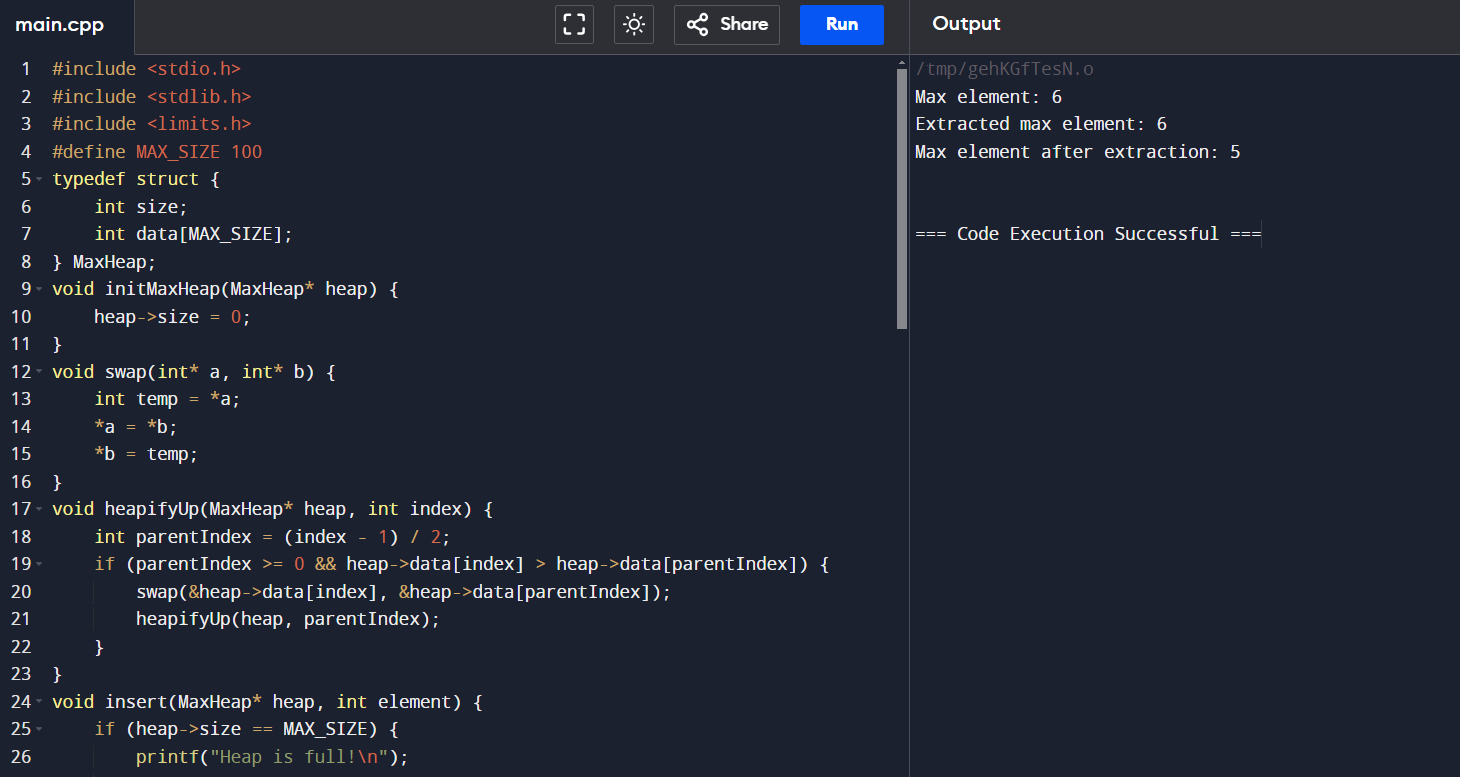 main.cpp
Share
Run
Output
1 #include <stdio.h>
2 #include <stdlib.h>
3 #include <limits.h>
4 #define MAX_SIZE 100
5 typedef struct {
6     int size;
7     int data[MAX_SIZE];
8 } MaxHeap;
9 void initMaxHeap(MaxHeap* heap) {
10     heap->size = 0;
11 }
12 void swap(int* a, int* b) {
13     int temp = *a;
14     *a = *b;
15     *b = temp;
16 }
17 void heapifyUp(MaxHeap* heap, int index) {
18     int parentIndex = (index - 1) / 2;
19     if (parentIndex >= 0 && heap->data[index] > heap->data[parentIndex]) {
20         swap(&heap->data[index], &heap->data[parentIndex]);
21         heapifyUp(heap, parentIndex);
22     }
23 }
24 void insert(MaxHeap* heap, int element) {
25     if (heap->size == MAX_SIZE) {
26         printf("Heap is full!\n");
/tmp/gehKGfTesN.o
Max element: 6
Extracted max element: 6
Max element after extraction: 5
=== Code Execution Successful ===